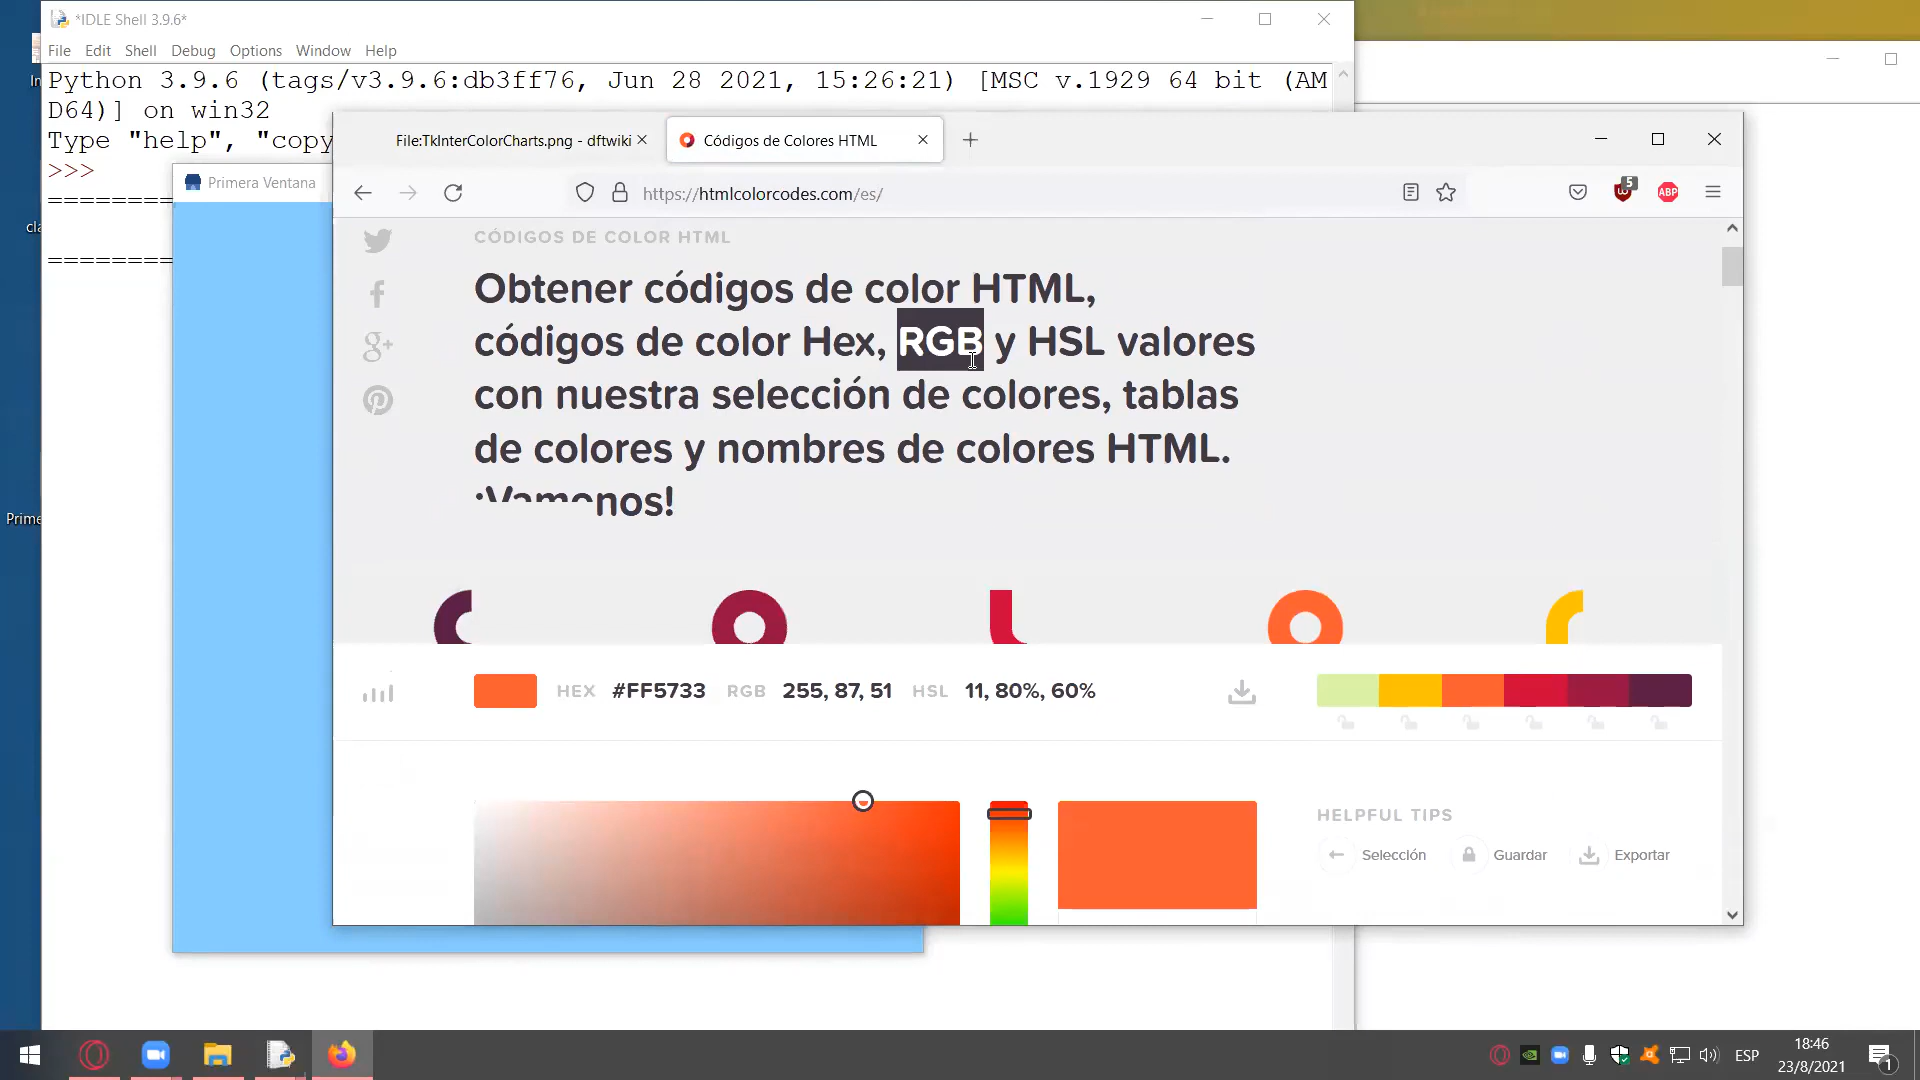 *IDLE Shell 3.9.6*
File Edit Shell Debug Options Window Help
Python 3.9.6 (tags/v3.9.6:db3ff76, Jun 28 2021, 15:26:21) [MSC v.1929 64 bit (AM
D64)] on win32
Type "help", "copy
>>>
=========
=========
Primera Ventana
File:TkInterColorCharts.png - dftwiki
Códigos de Colores HTML
https://htmlcolorcodes.com/es/
5
ABP
CÓDIGOS DE COLOR HTML
Obtener códigos de color HTML,
códigos de color Hex, RGB y HSL valores
con nuestra selección de colores, tablas
de colores y nombres de colores HTML.
¡Vamonos!
HEX #FF5733 RGB 255, 87, 51 HSL 11, 80%, 60%
HELPFUL TIPS
Selección Guardar Exportar
Prime
ESP
18:46
23/8/2021
1